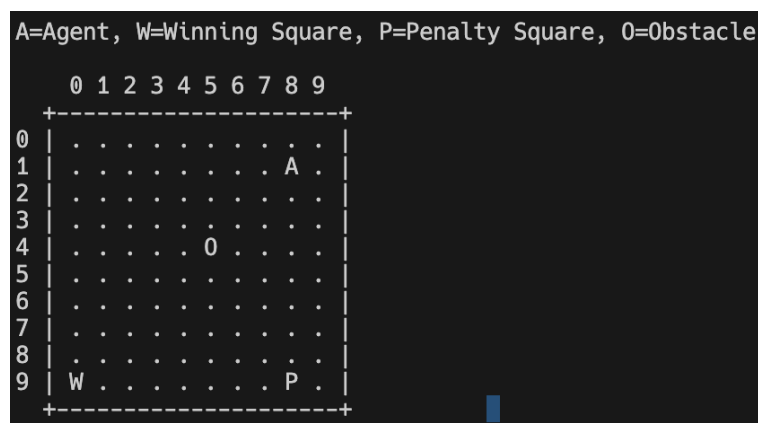 A=Agent, W=Winning Square, P=Penalty Square, O=Obstacle
0 1 2 3 4 5 6 7 8 9
+--------------------+
0 | . . . . . . . . . . |
1 | . . . . . . . . A . |
2 | . . . . . . . . . . |
3 | . . . . . . . . . . |
4 | . . . . . O . . . . |
5 | . . . . . . . . . . |
6 | . . . . . . . . . . |
7 | . . . . . . . . . . |
8 | . . . . . . . . . . |
9 | W . . . . . . . P . |
+--------------------+